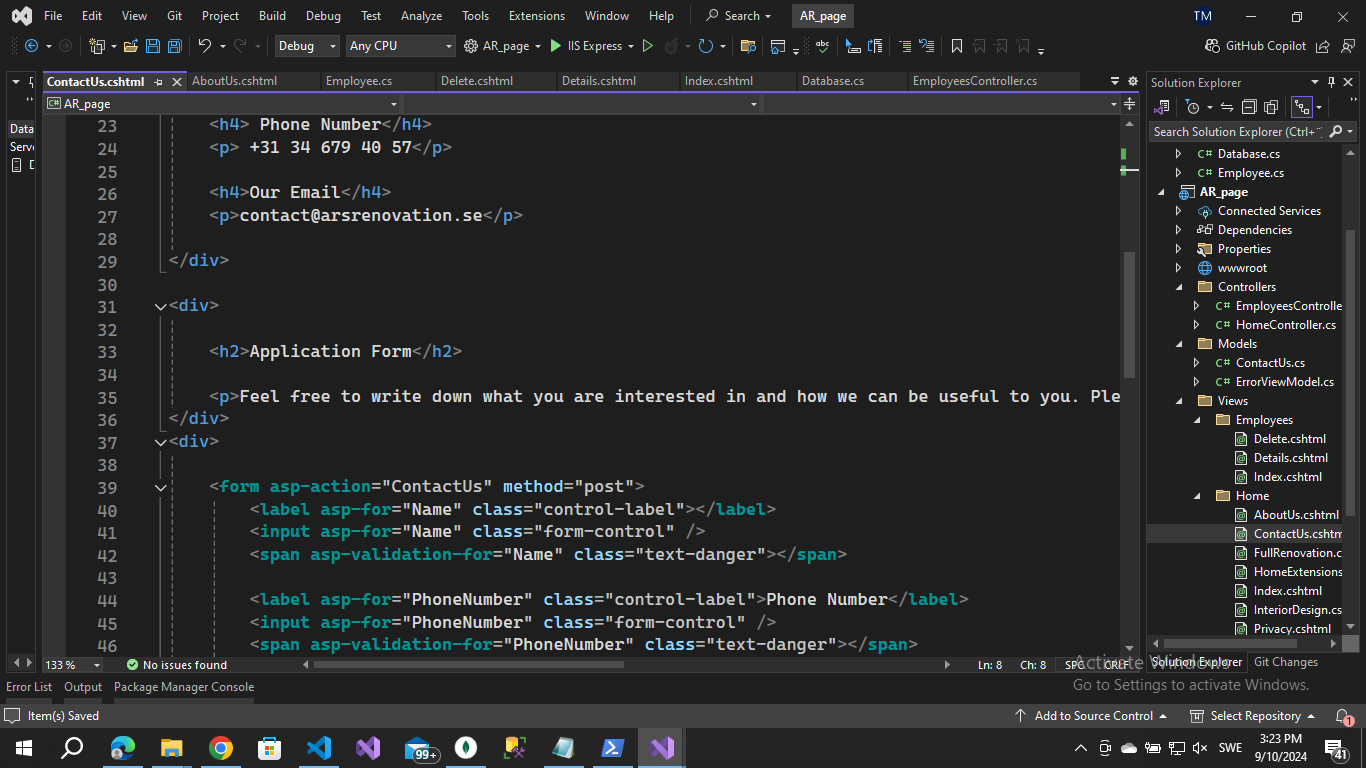 File Edit View Git Project Build Debug Test Analyze Tools Extensions Window Help Search AR_page TM
Debug Any CPU AR_page IIS Express GitHub Copilot
ContactUs.cshtml AboutUs.cshtml Employee.cs Delete.cshtml Details.cshtml Index.cshtml Database.cs EmployeesController.cs
AR_page
23 <h4> Phone Number</h4>
24 <p> +31 34 679 40 57</p>
25
26 <h4>Our Email</h4>
27 <p>contact@arsrenovation.se</p>
28
29 </div>
30
31 <div>
32
33 <h2>Application Form</h2>
34
35 <p>Feel free to write down what you are interested in and how we can be useful to you. Ple
36 </div>
37 <div>
38
39 <form asp-action="ContactUs" method="post">
40 <label asp-for="Name" class="control-label"></label>
41 <input asp-for="Name" class="form-control" />
42 <span asp-validation-for="Name" class="text-danger"></span>
43
44 <label asp-for="PhoneNumber" class="control-label">Phone Number</label>
45 <input asp-for="PhoneNumber" class="form-control" />
46 <span asp-validation-for="PhoneNumber" class="text-danger"></span>
133 % No issues found Ln: 8 Ch: 8 SPC CRLF
Data
Serv
D
Solution Explorer
Search Solution Explorer (Ctrl+
C# Database.cs
C# Employee.cs
AR_page
Connected Services
Dependencies
Properties
wwwroot
Controllers
C# EmployeesControlle
C# HomeController.cs
Models
C# ContactUs.cs
C# ErrorViewModel.cs
Views
Employees
Delete.cshtml
Details.cshtml
Index.cshtml
Home
AboutUs.cshtml
ContactUs.cshtm
FullRenovation.c
HomeExtensions
Index.cshtml
InteriorDesign.cs
Privacy.cshtml
Solution Explorer Git Changes
Activate Windows
Go to Settings to activate Windows.
Error List Output Package Manager Console
Item(s) Saved Add to Source Control Select Repository 1
99+ SWE 3:23 PM
9/10/2024 41